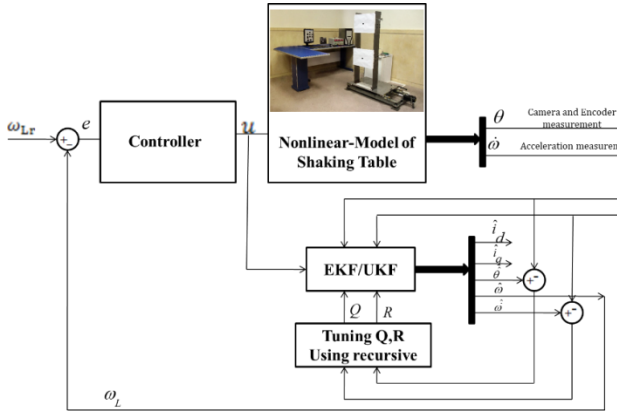 ω_Lr
+
-
e
Controller
u
Nonlinear-Model of
Shaking Table
θ
ω̇
Camera and Encoder
measurement
Acceleration measurem
EKF/UKF
î_d
î_q
θ̂
ω̂
ω̇̂
+-
+-
Q
R
Tuning Q,R
Using recursive
ω_L